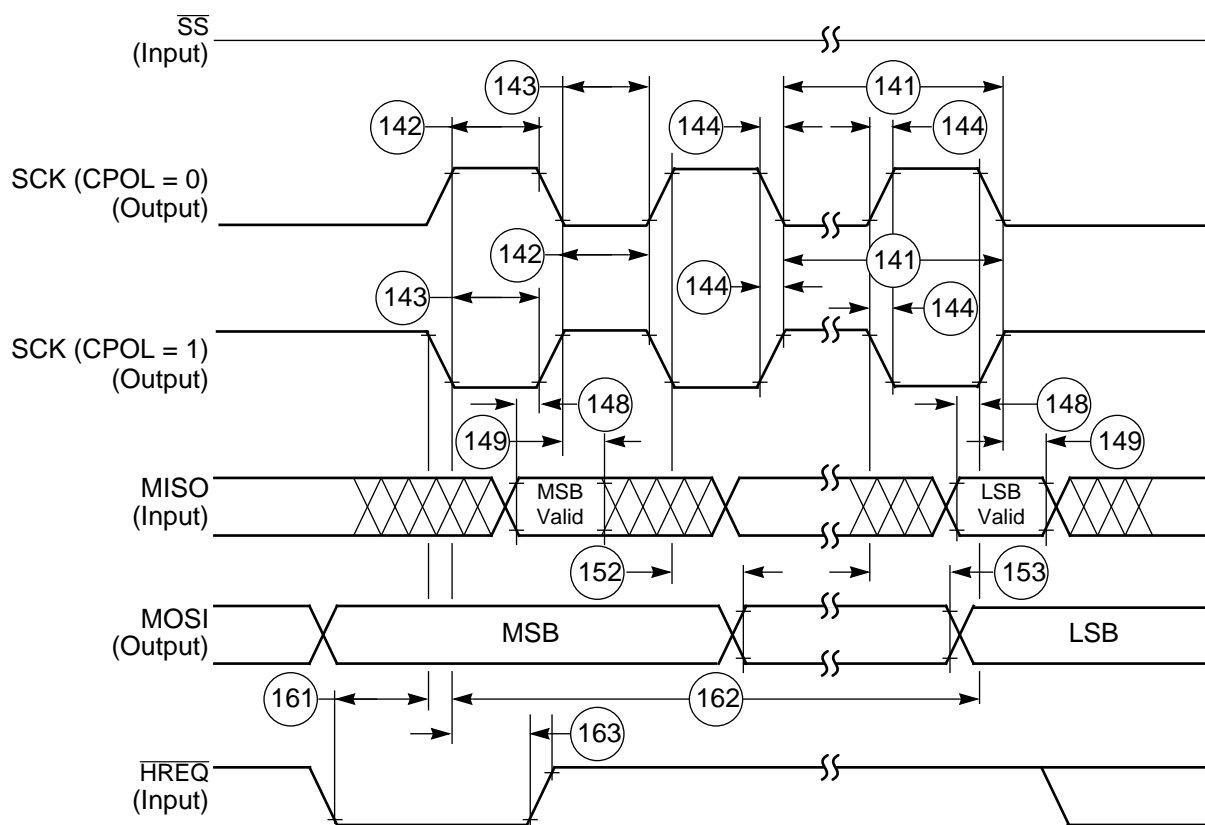 SS
(Input)
143
141
142
144
144
SCK (CPOL = 0)
(Output)
142
141
143
144
144
SCK (CPOL = 1)
(Output)
148
148
149
149
MISO
(Input)
MSB
Valid
LSB
Valid
152
153
MOSI
(Output)
MSB
LSB
161
162
163
HREQ
(Input)